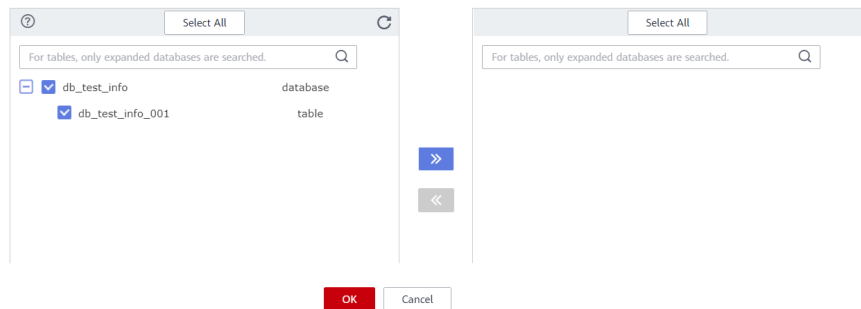 Select All
Select All
For tables, only expanded databases are searched.
For tables, only expanded databases are searched.
db_test_info database
db_test_info_001 table
OK Cancel